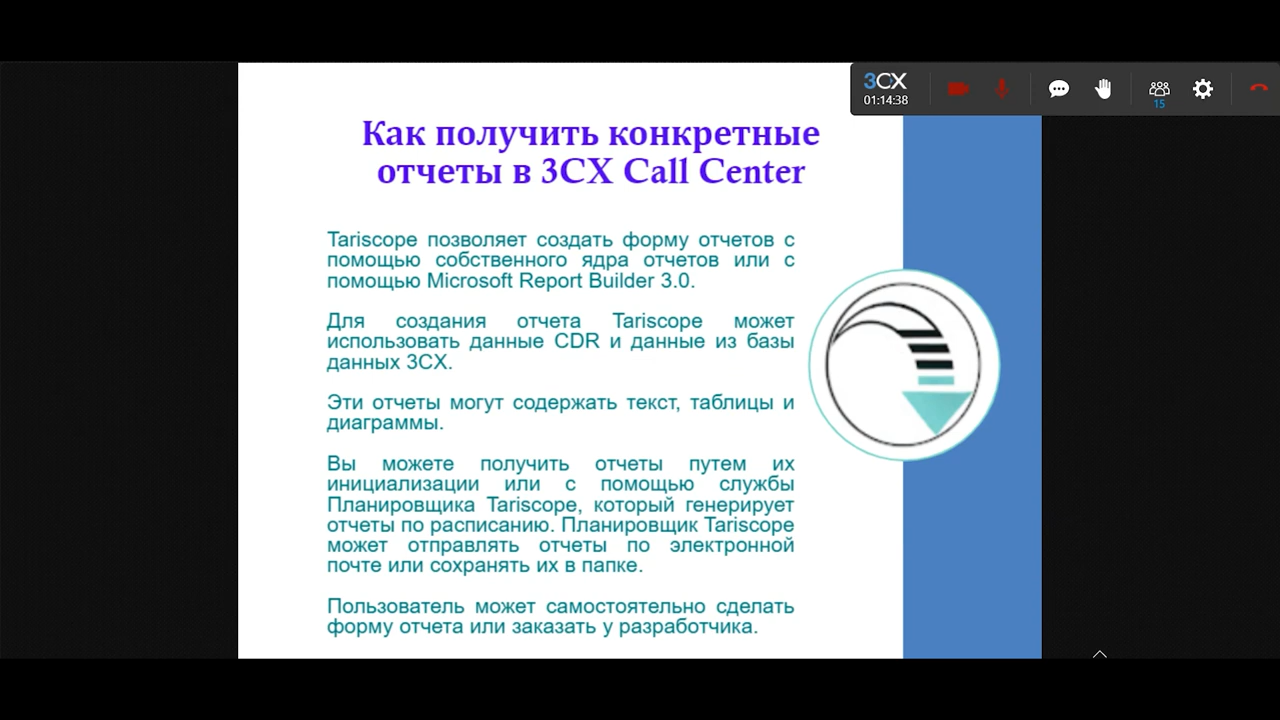 3CX
01:14:38
15
Как получить конкретные
отчеты в 3CX Call Center
Tariscope позволяет создать форму отчетов с
помощью собственного ядра отчетов или с
помощью Microsoft Report Builder 3.0.
Для создания отчета Tariscope может
использовать данные CDR и данные из базы
данных 3CX.
Эти отчеты могут содержать текст, таблицы и
диаграммы.
Вы можете получить отчеты путем их
инициализации или с помощью службы
Планировщика Tariscope, который генерирует
отчеты по расписанию. Планировщик Tariscope
может отправлять отчеты по электронной
почте или сохранять их в папке.
Пользователь может самостоятельно сделать
форму отчета или заказать у разработчика.